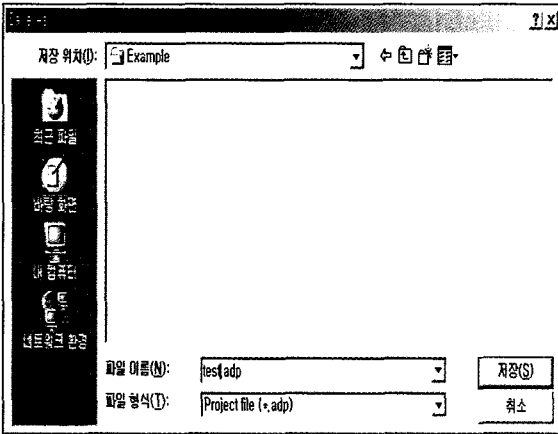 저장 위치(I): Example
최근 파일
바탕 화면
내 컴퓨터
네트워크 환경
파일 이름(N): test.adp 저장(S)
파일 형식(T): Project file (*.adp) 취소